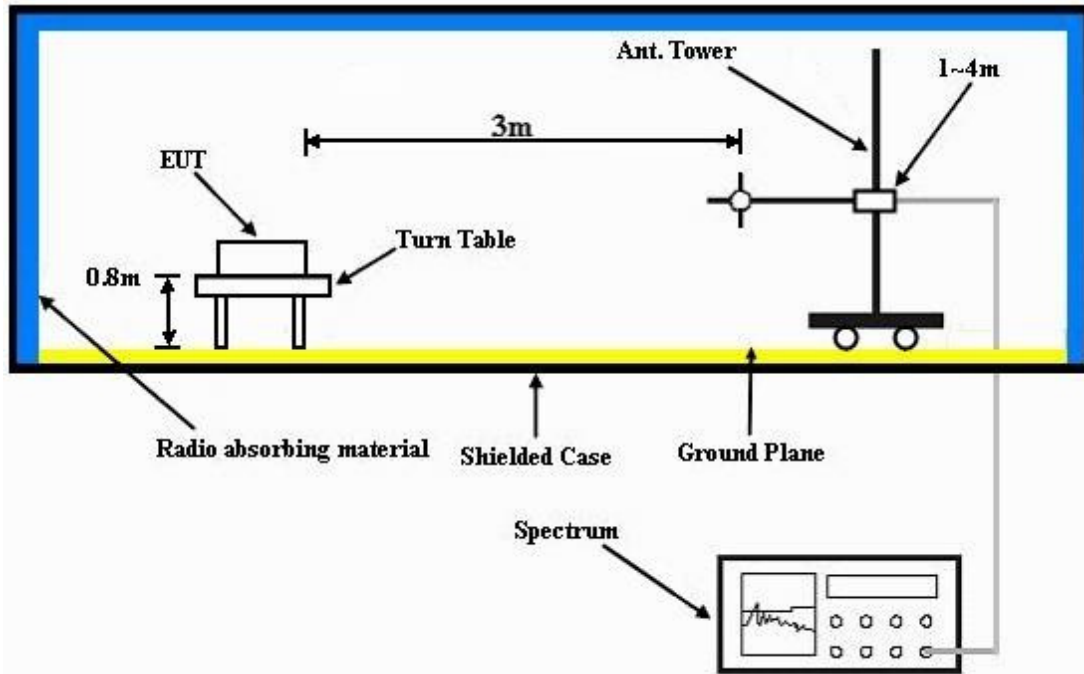 Ant. Tower
1~4m
3m
EUT
Turn Table
0.8m
Radio absorbing material
Shielded Case
Ground Plane
Spectrum